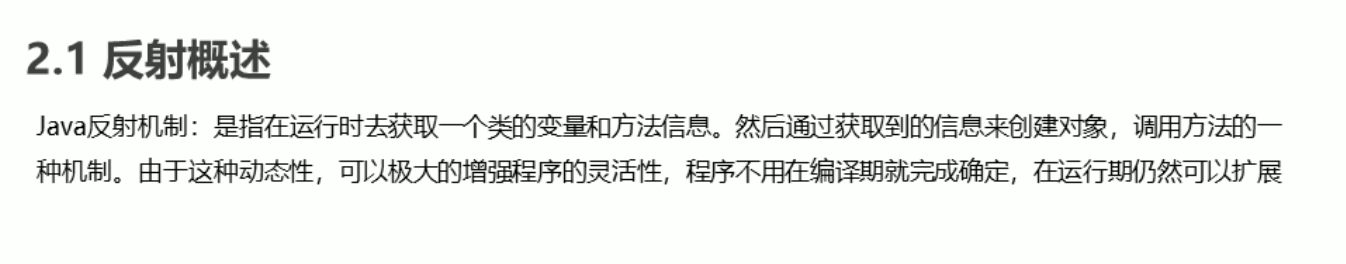 2.1 反射概述
Java反射机制：是指在运行时去获取一个类的变量和方法信息。然后通过获取到的信息来创建对象，调用方法的一
种机制。由于这种动态性，可以极大的增强程序的灵活性，程序不用在编译期就完成确定，在运行期仍然可以扩展